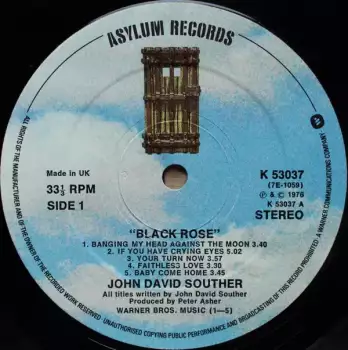 ASYLUM RECORDS
Made in UK
33⅓ RPM
SIDE 1
K 53037
(7E-1059)
℗ & © 1976
K 53037 A
STEREO
"BLACK ROSE"
1. BANGING MY HEAD AGAINST THE MOON 3.40
2. IF YOU HAVE CRYING EYES 5.02
3. YOUR TURN NOW 3.57
4. FAITHLESS LOVE 3.30
5. BABY COME HOME 3.45
JOHN DAVID SOUTHER
All titles written by John David Souther
Produced by Peter Asher
WARNER BROS. MUSIC (1—5)
ALL RIGHTS OF THE MANUFACTURER AND OF THE OWNER OF THE RECORDED WORK RESERVED. UNAUTHORISED COPYING PUBLIC PERFORMANCE AND BROADCASTING OF THIS RECORD PROHIBITED. A WARNER COMMUNICATIONS COMPANY